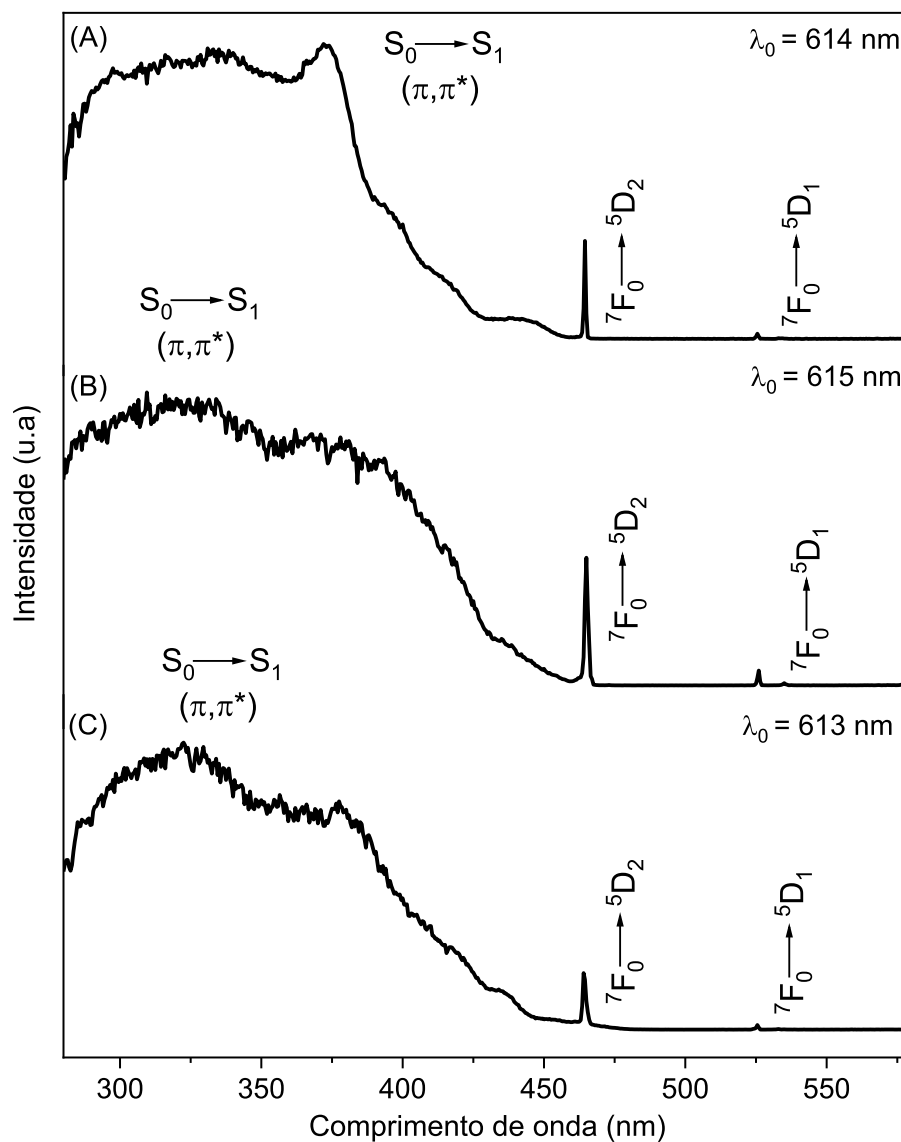 (A)
S₀⟶S₁
(π,π*)
λ₀ = 614 nm
⁷F₀⟶⁵D₂
⁷F₀⟶⁵D₁
S₀⟶S₁
(π,π*)
(B)
λ₀ = 615 nm
⁷F₀⟶⁵D₂
⁷F₀⟶⁵D₁
S₀⟶S₁
(π,π*)
(C)
λ₀ = 613 nm
⁷F₀⟶⁵D₂
⁷F₀⟶⁵D₁
Intensidade (u.a)
300 350 400 450 500 550
Comprimento de onda (nm)